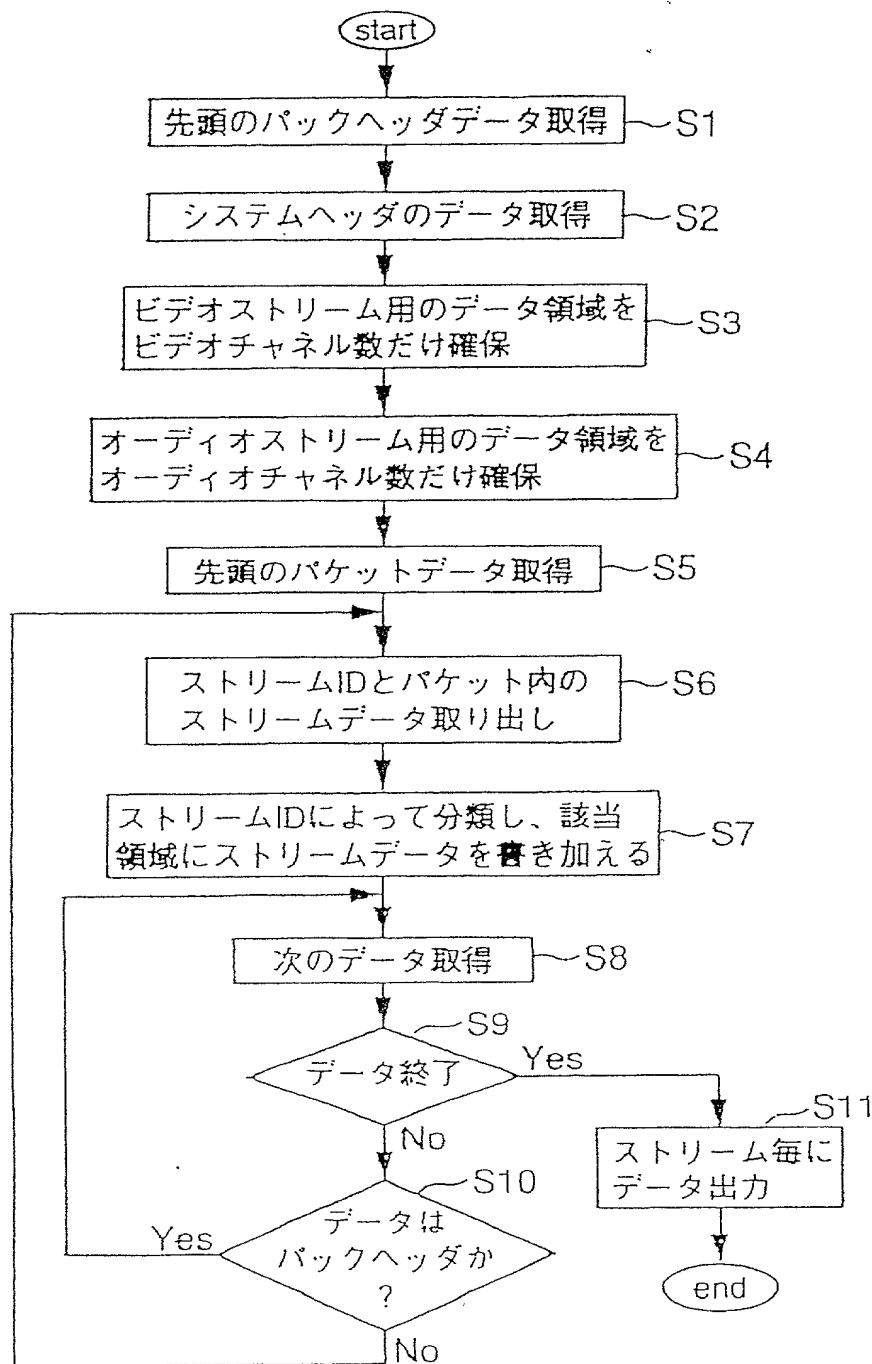 start
先頭のパックヘッダデータ取得
S1
システムヘッダのデータ取得
S2
ビデオストリーム用のデータ領域を
ビデオチャネル数だけ確保
S3
オーディオストリーム用のデータ領域を
オーディオチャネル数だけ確保
S4
先頭のパケットデータ取得
S5
ストリームIDとパケット内の
ストリームデータ取り出し
S6
ストリームIDによって分類し、該当
領域にストリームデータを書き加える
S7
次のデータ取得
S8
S9
データ終了
Yes
No
S11
ストリーム毎に
データ出力
S10
データは
パックヘッダか
?
Yes
end
No